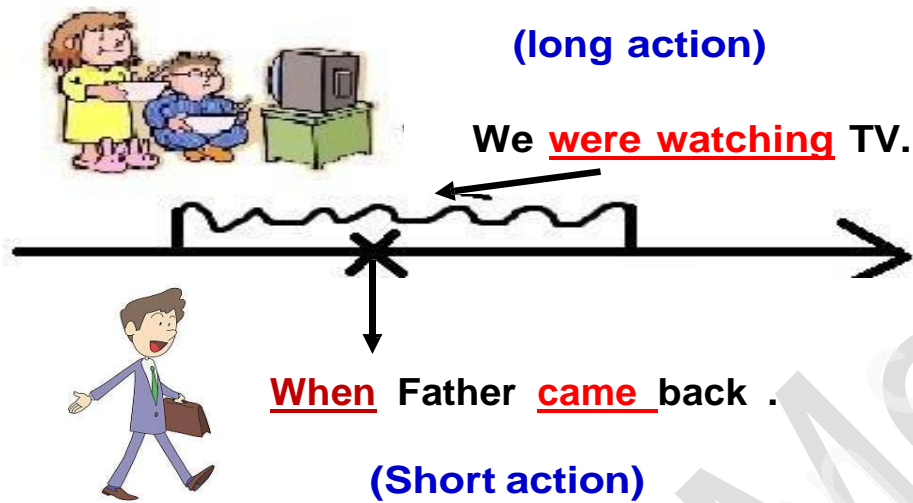 (long action)
We were watching TV.
When Father came back .
(Short action)